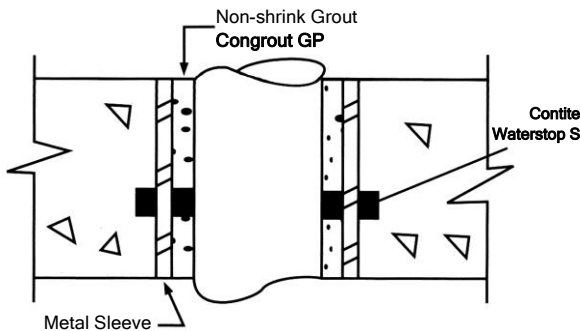 Non-shrink Grout
Congrout GP
Contite
Waterstop S
Metal Sleeve